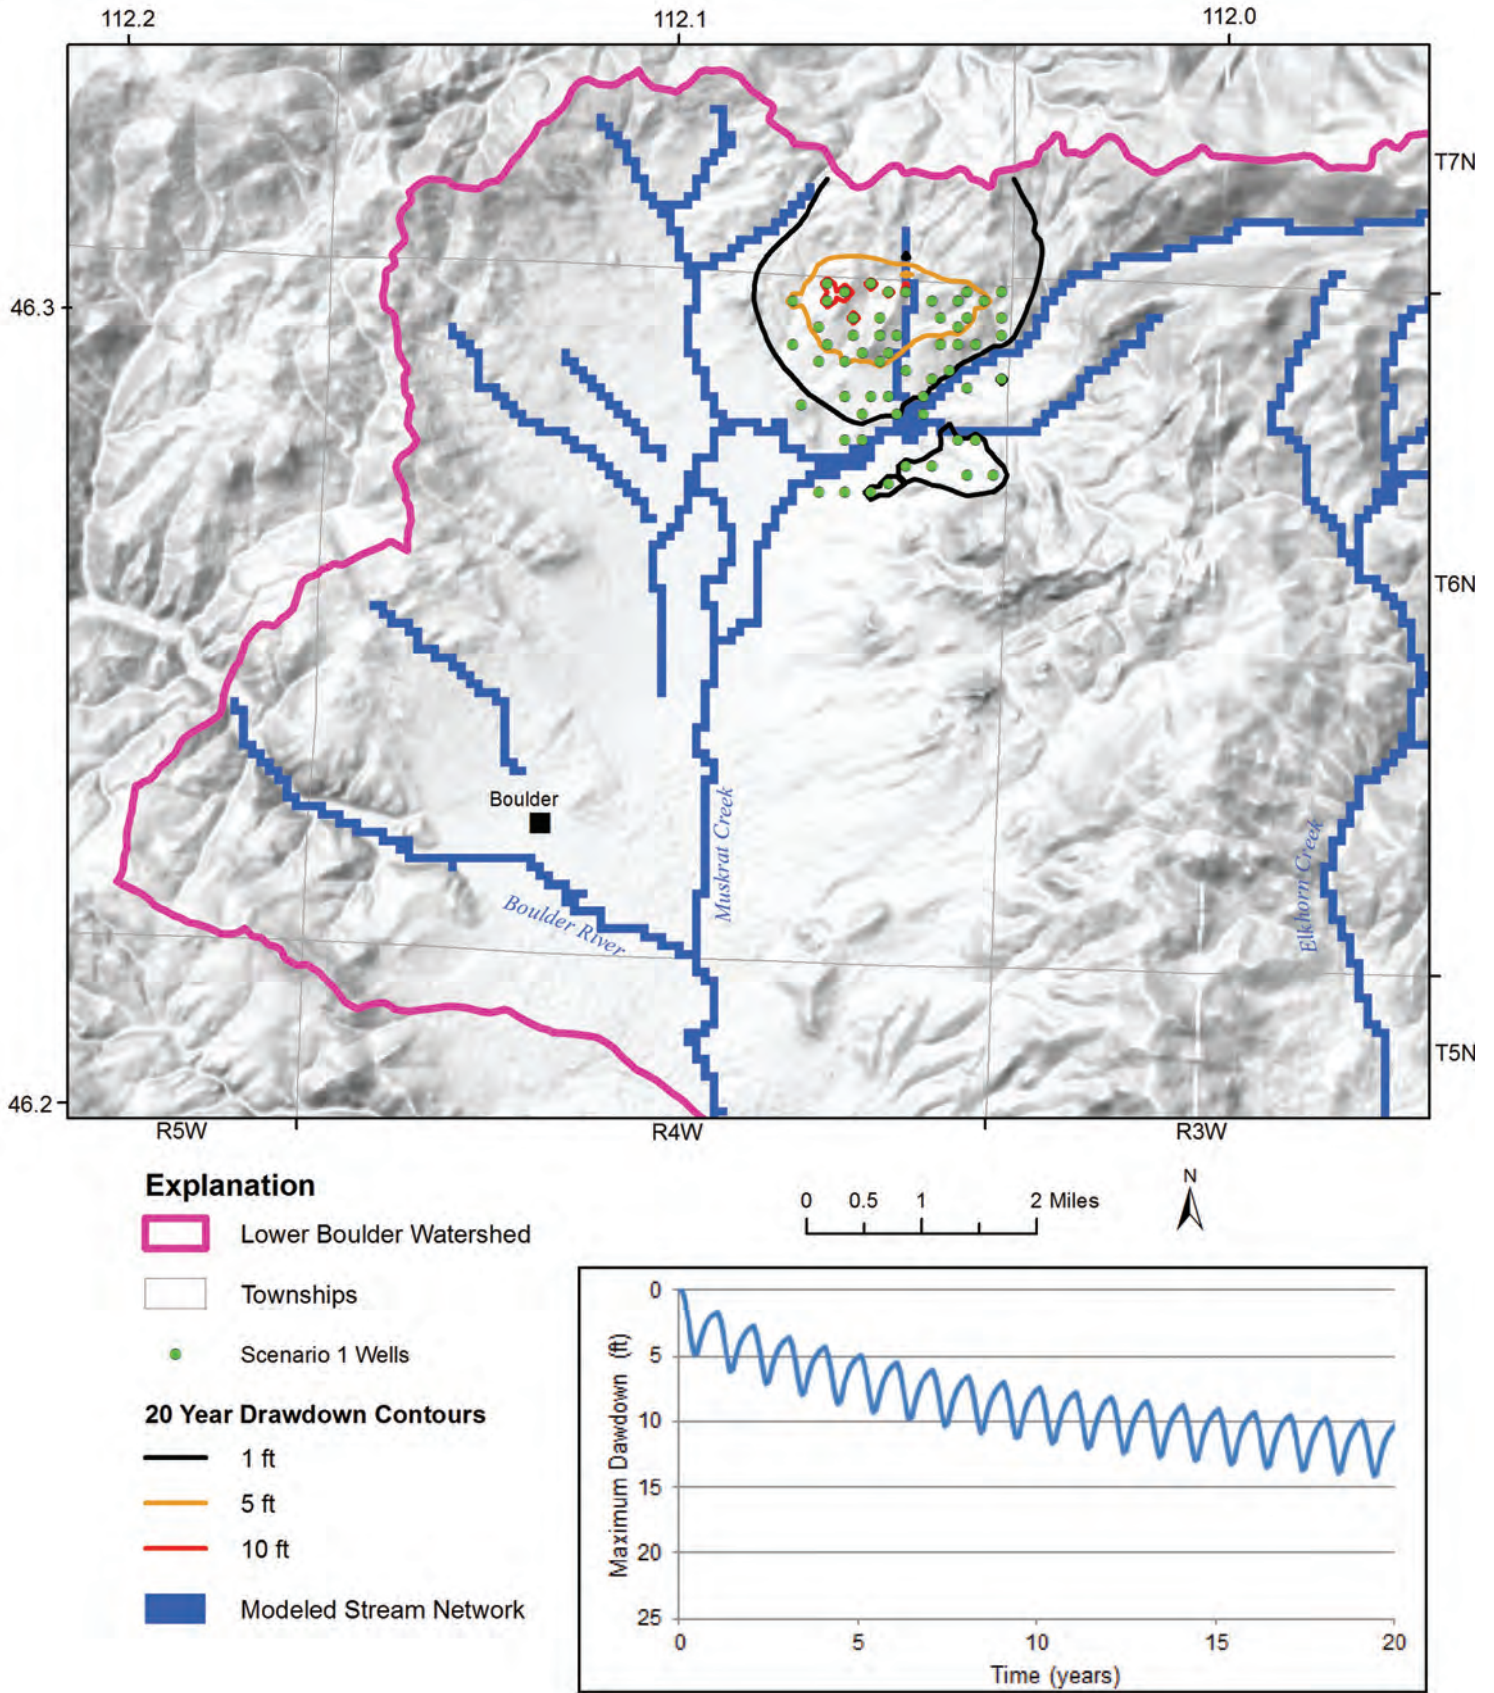 112.2 112.1 112.0
T7N
46.3
T6N
Boulder
Muskrat Creek
Elkhorn Creek
Boulder River
T5N
46.2
R5W R4W R3W
Explanation
Lower Boulder Watershed
Townships
Scenario 1 Wells
20 Year Drawdown Contours
1 ft
5 ft
10 ft
Modeled Stream Network
0 0.5 1 2 Miles
N
Maximum Dawdown (ft)
0
5
10
15
20
25
0 5 10 15 20
Time (years)